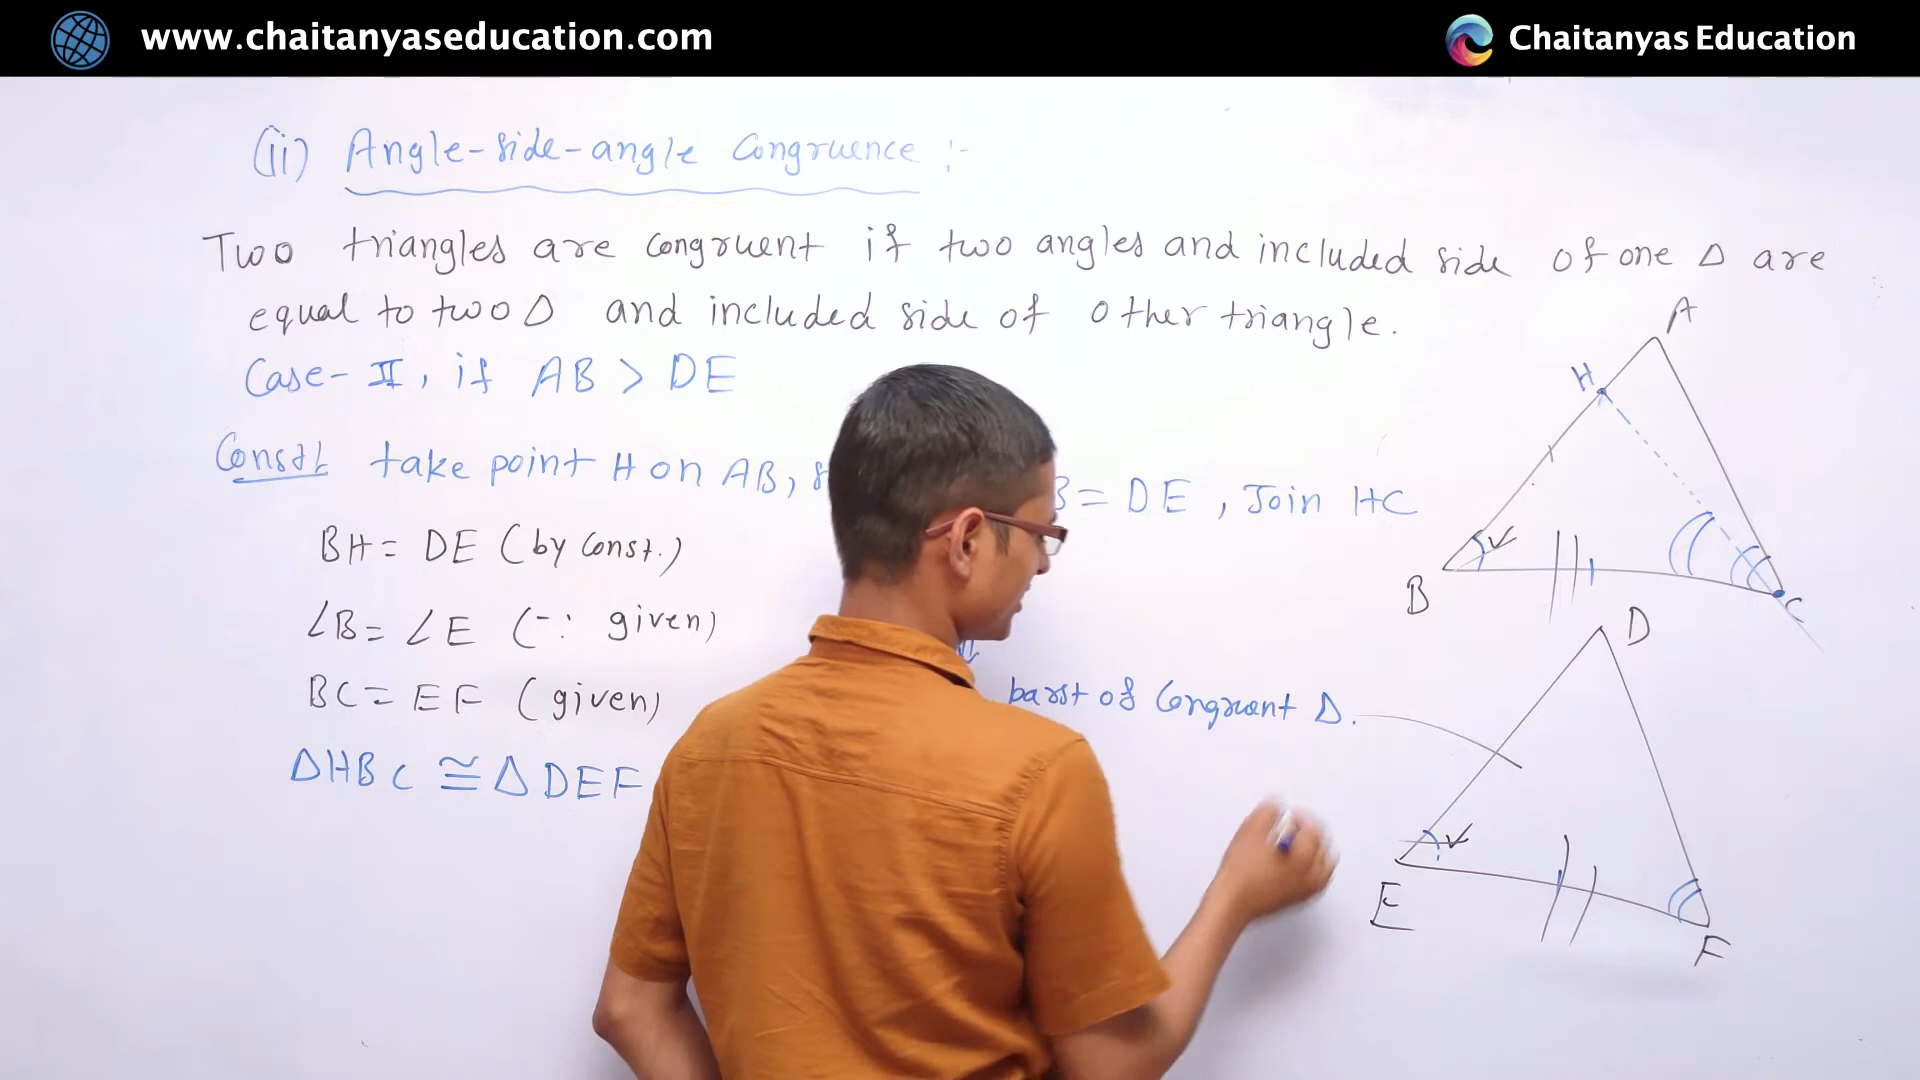 www.chaitanyaseducation.com
Chaitanyas Education
(ii) Angle-side-angle Congruence :-
Two triangles are congruent if two angles and included side of one Δ are
equal to two Δ and included side of other triangle.
Case-II, if AB > DE
Const: take point H on AB, = DE, Join HC
BH = DE (by const.)
∠B = ∠E (∵ given)
BC = EF (given)
part of Congruent Δ.
ΔHBC ≅ ΔDEF
A
H
B
C
D
E
F